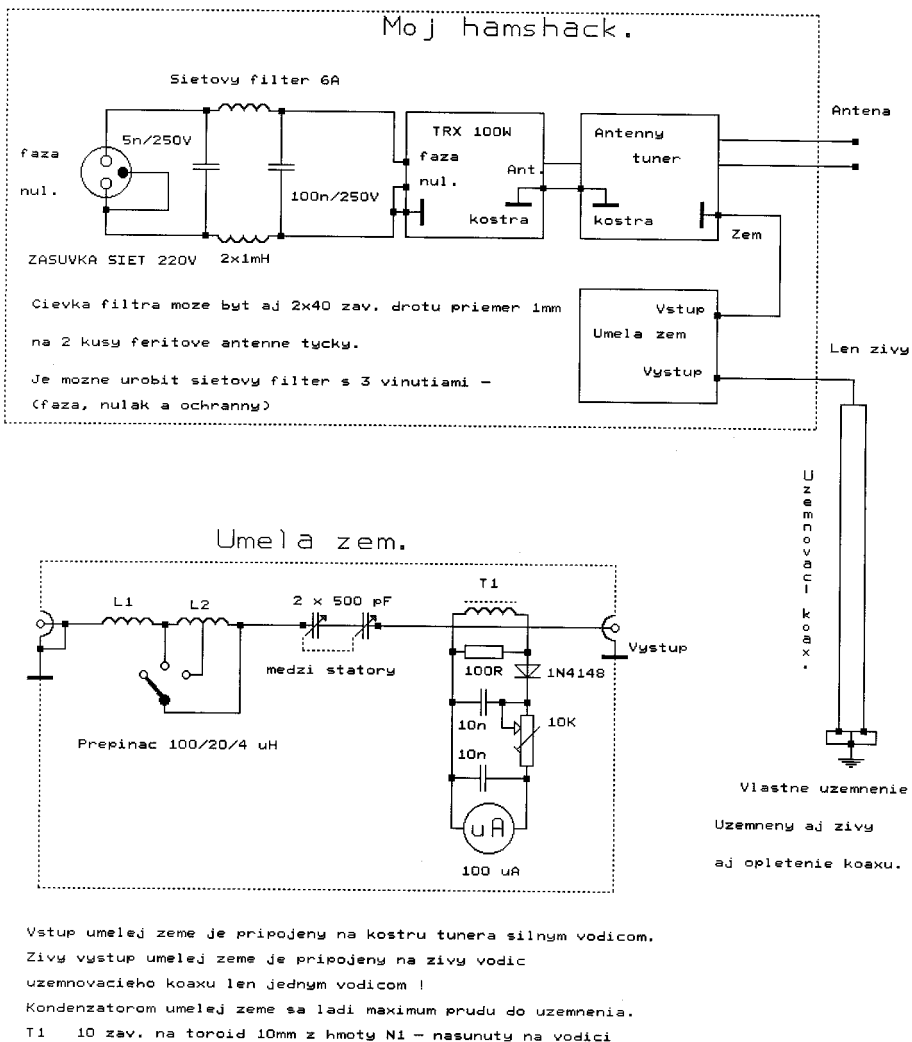 Moj hamshack.
Sietovy filter 6A
Antena
5n/250V
TRX 100W
Antenny
tuner
faza
nul.
faza
nul.
Ant.
100n/250V
kostra
kostra
Zem
ZASUVKA SIET 220V
2x1mH
Cievka filtra moze byt aj 2x40 zav. drotu priemer 1mm
na 2 kusy feritove antenne tycky.
Je mozne urobit sietovy filter s 3 vinutiami –
(faza, nulak a ochranny)
Vstup
Umela zem
Vystup
Len zivy
Uzemnovaci koax.
Umela zem.
T1
L1
L2
2 x 500 pF
Vystup
medzi statory
100R
1N4148
10n
10K
10n
Prepinac 100/20/4 uH
uA
100 uA
Vlastne uzemnenie
Uzemneny aj zivy
aj opletenie koaxu.
Vstup umelej zeme je pripojeny na kostru tunera silnym vodicom.
Zivy vystup umelej zeme je pripojeny na zivy vodic
uzemnovacieho koaxu len jednym vodicom !
Kondenzatorom umelej zeme sa ladi maximum prudu do uzemnenia.
T1 10 zav. na toroid 10mm z hmoty N1 – nasunuty na vodici